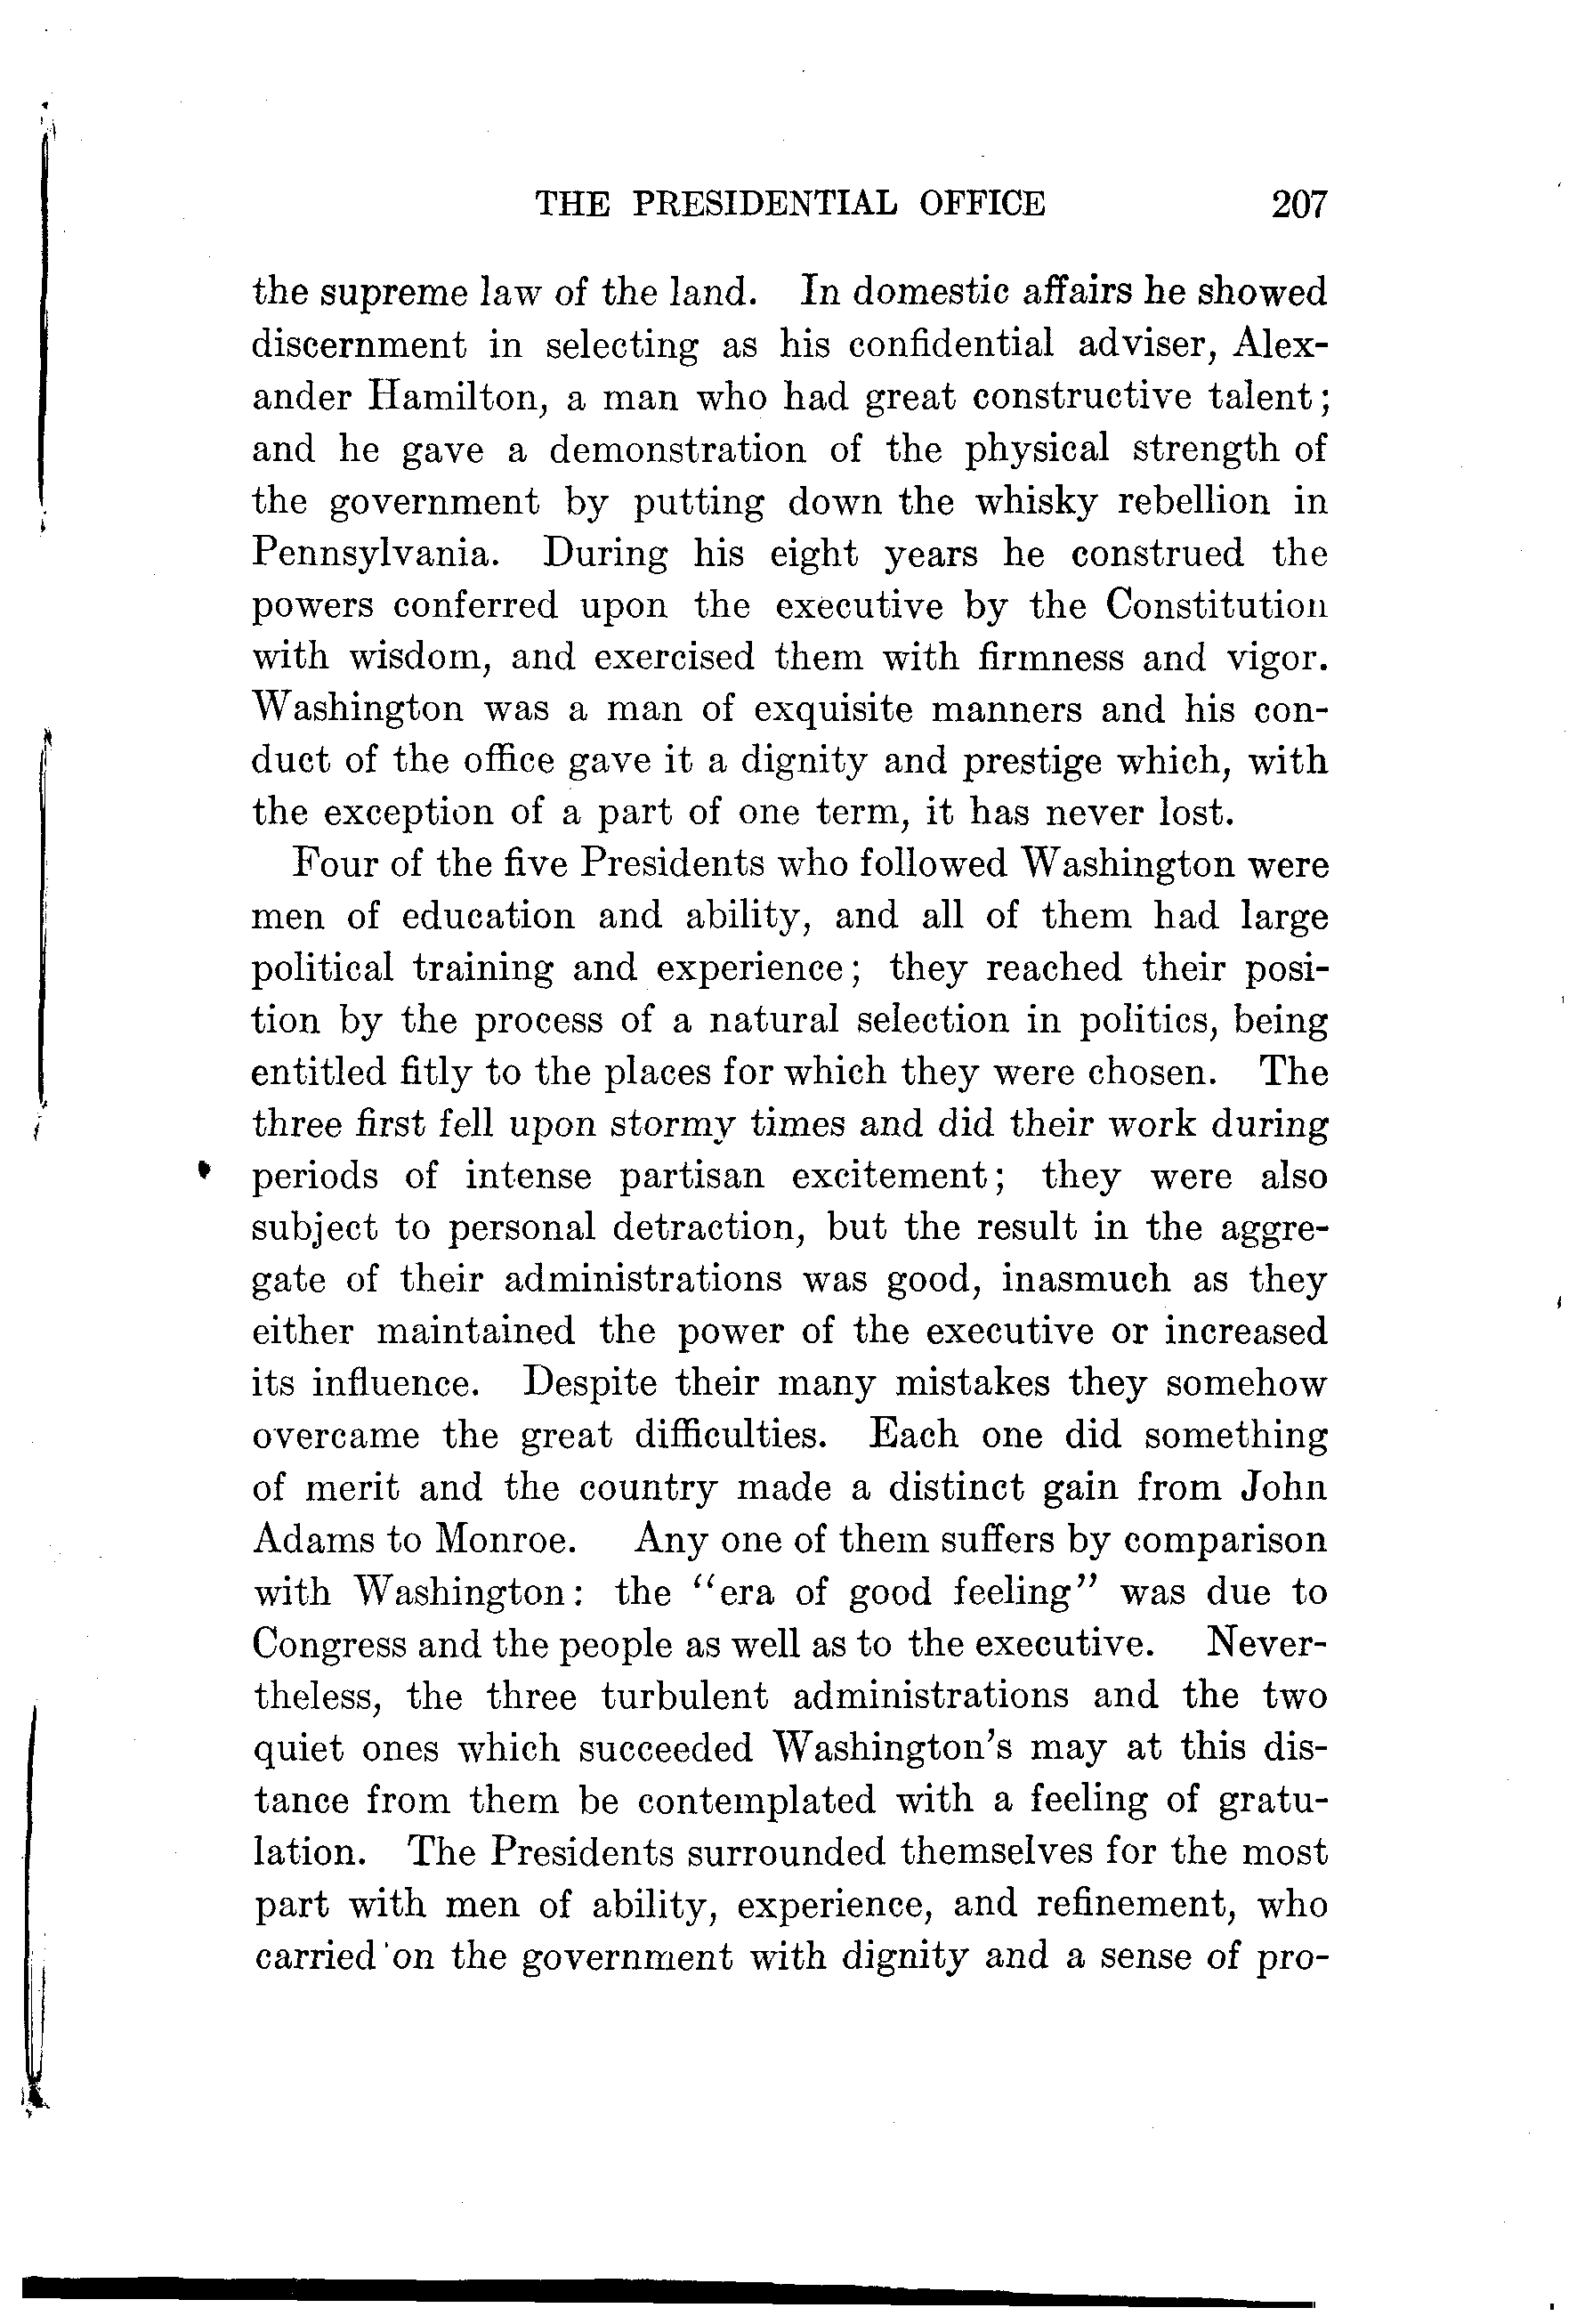 THE PRESIDENTIAL OFFICE 207
the supreme law of the land. In domestic affairs he showed
discernment in selecting as his confidential adviser, Alex-
ander Hamilton, a man who had great constructive talent;
and he gave a demonstration of the physical strength of
the government by putting down the whisky rebellion in
Pennsylvania. During his eight years he construed the
powers conferred upon the executive by the Constitution
with wisdom, and exercised them with firmness and vigor.
Washington was a man of exquisite manners and his con-
duct of the office gave it a dignity and prestige which, with
the exception of a part of one term, it has never lost.
Four of the five Presidents who followed Washington were
men of education and ability, and all of them had large
political training and experience; they reached their posi-
tion by the process of a natural selection in politics, being
entitled fitly to the places for which they were chosen. The
three first fell upon stormy times and did their work during
periods of intense partisan excitement; they were also
subject to personal detraction, but the result in the aggre-
gate of their administrations was good, inasmuch as they
either maintained the power of the executive or increased
its influence. Despite their many mistakes they somehow
overcame the great difficulties. Each one did something
of merit and the country made a distinct gain from John
Adams to Monroe. Any one of them suffers by comparison
with Washington: the “era of good feeling” was due to
Congress and the people as well as to the executive. Never-
theless, the three turbulent administrations and the two
quiet ones which succeeded Washington's may at this dis-
tance from them be contemplated with a feeling of gratu-
lation. The Presidents surrounded themselves for the most
part with men of ability, experience, and refinement, who
carried on the government with dignity and a sense of pro-